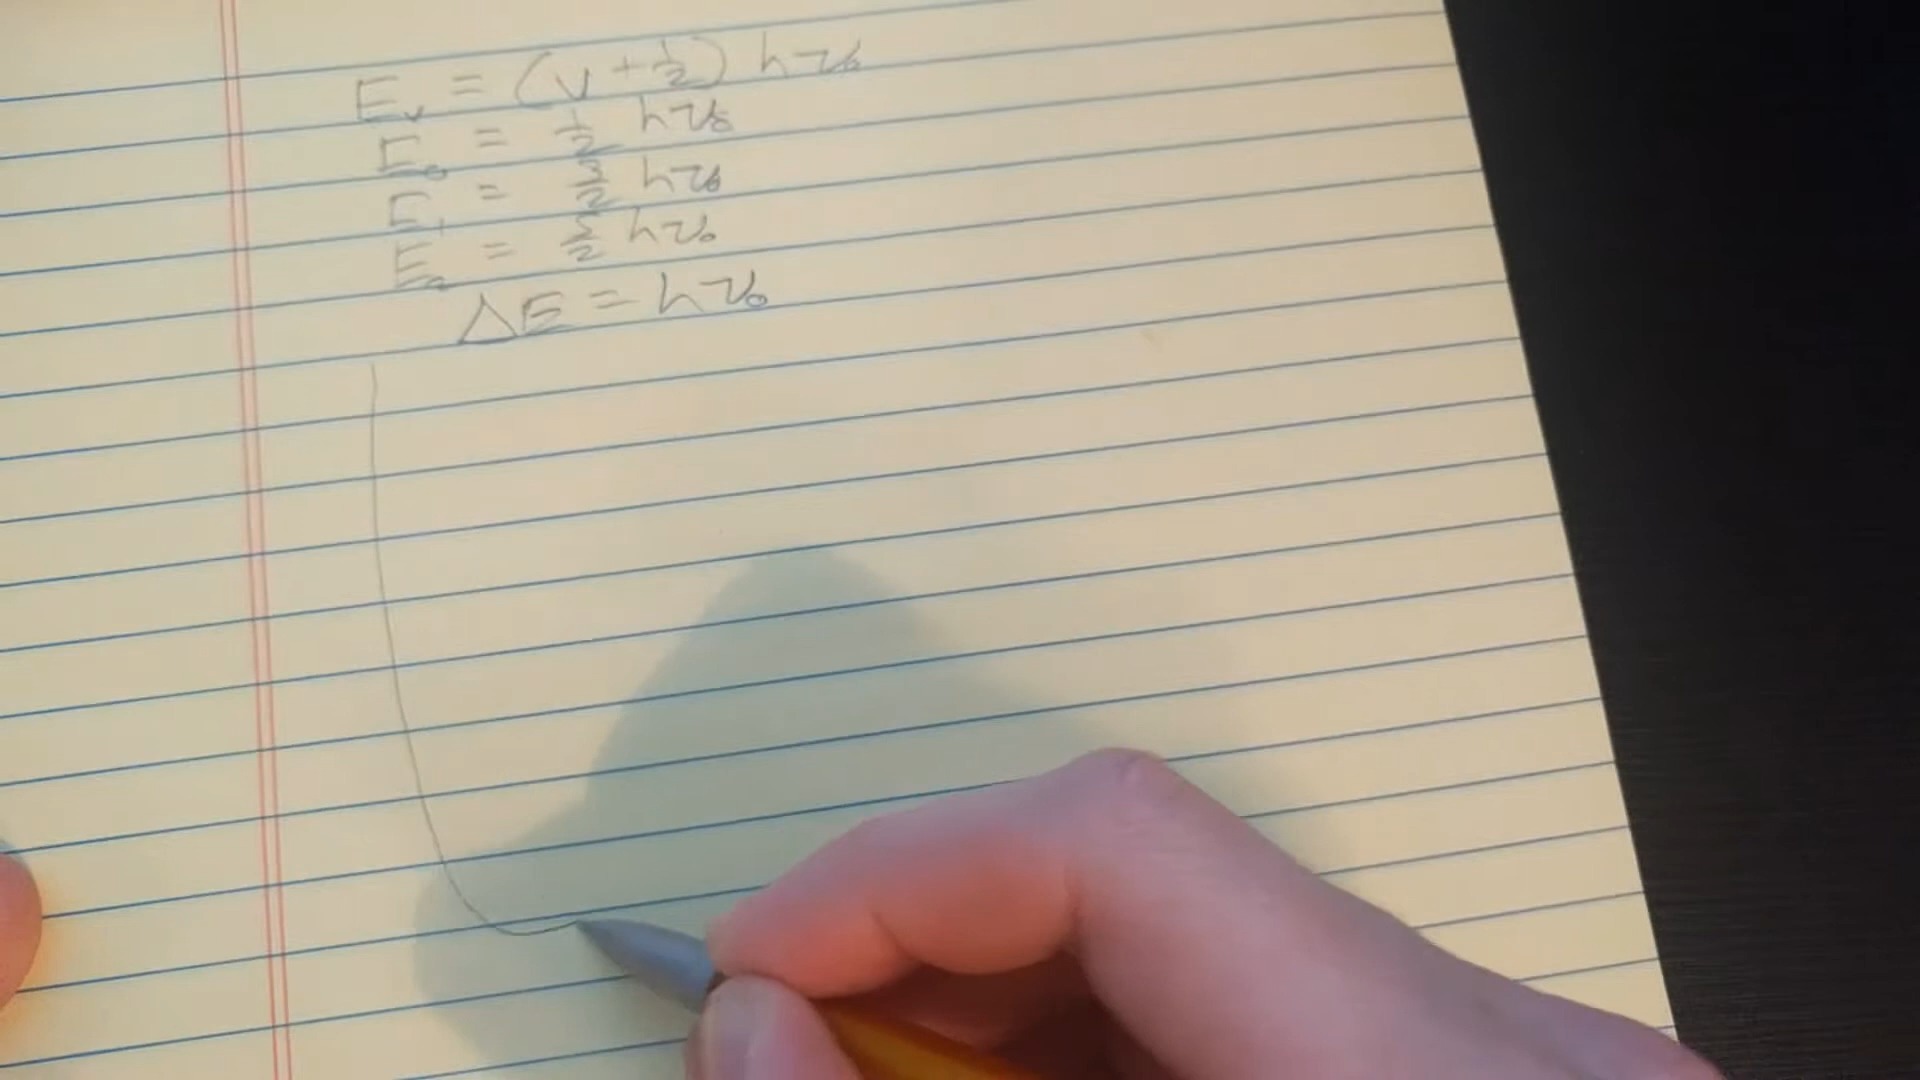 Eᵥ = (v + 1/2) hν₀
E₀ = 1/2 hν₀
E₁ = 3/2 hν₀
E₂ = 5/2 hν₀
ΔE = hν₀